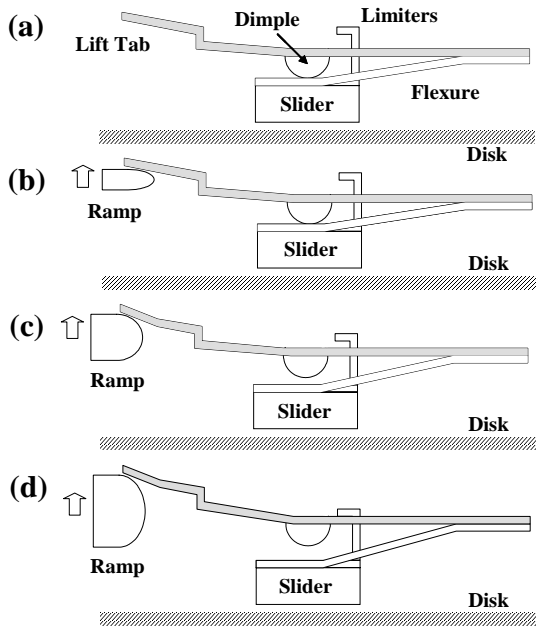 (a)
Dimple
Limiters
Lift Tab
Slider
Flexure
Disk
(b)
Ramp
Slider
Disk
(c)
Ramp
Slider
Disk
(d)
Ramp
Slider
Disk